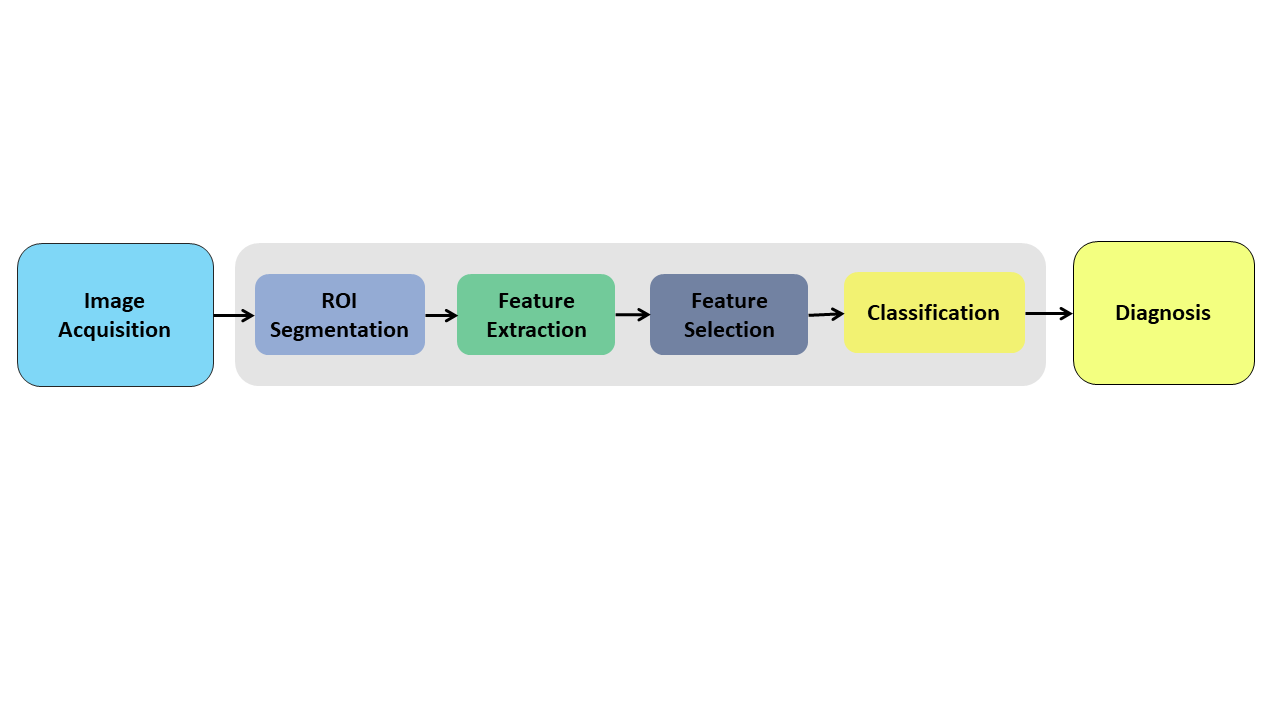 Image
Acquisition
ROI
Segmentation
Feature
Extraction
Feature
Selection
Classification
Diagnosis